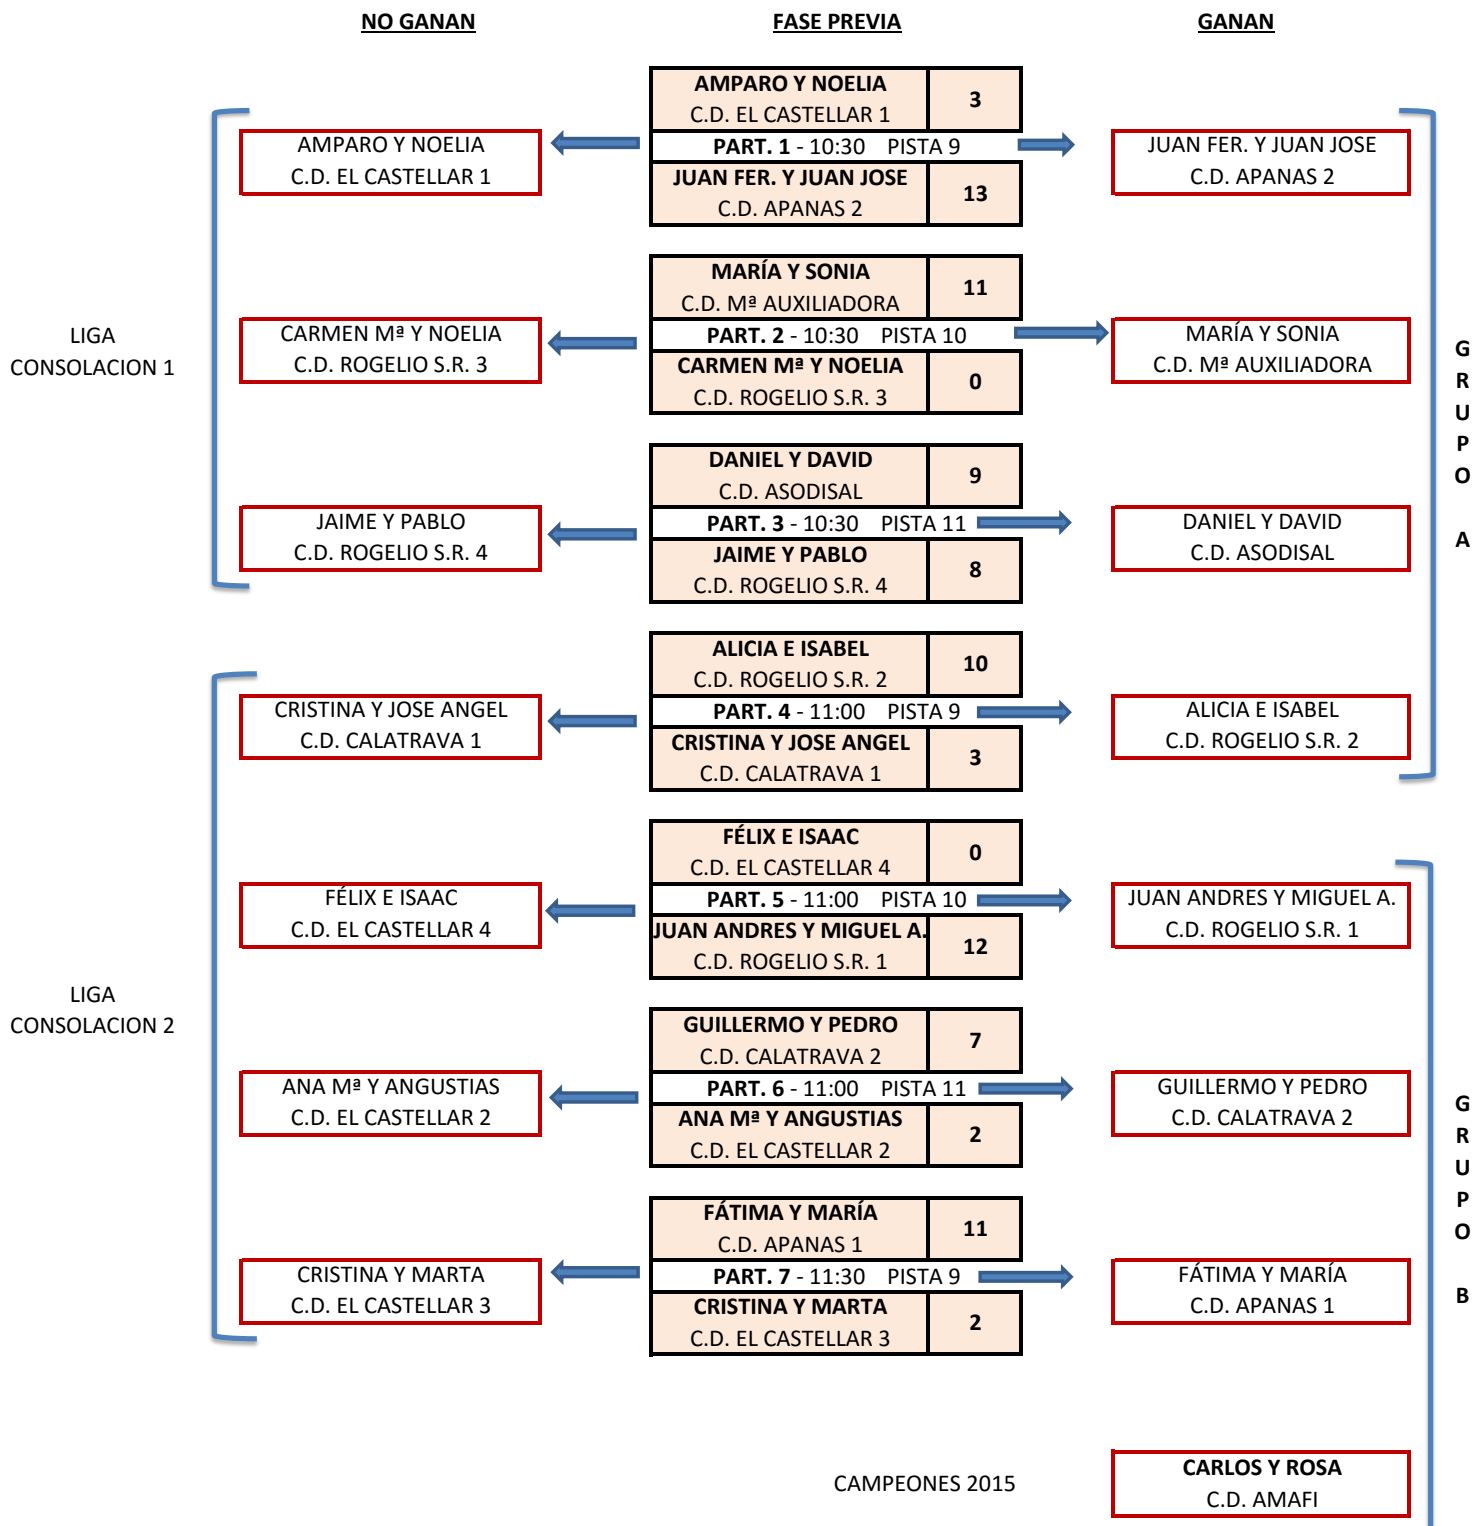 NO GANAN
FASE PREVIA
GANAN
AMPARO Y NOELIA
C.D. EL CASTELLAR 1
3
PART. 1 - 10:30 PISTA 9
JUAN FER. Y JUAN JOSE
C.D. APANAS 2
13
AMPARO Y NOELIA
C.D. EL CASTELLAR 1
JUAN FER. Y JUAN JOSE
C.D. APANAS 2
MARÍA Y SONIA
C.D. Mª AUXILIADORA
11
PART. 2 - 10:30 PISTA 10
CARMEN Mª Y NOELIA
C.D. ROGELIO S.R. 3
0
LIGA
CONSOLACION 1
CARMEN Mª Y NOELIA
C.D. ROGELIO S.R. 3
MARÍA Y SONIA
C.D. Mª AUXILIADORA
DANIEL Y DAVID
C.D. ASODISAL
9
PART. 3 - 10:30 PISTA 11
JAIME Y PABLO
C.D. ROGELIO S.R. 4
8
JAIME Y PABLO
C.D. ROGELIO S.R. 4
DANIEL Y DAVID
C.D. ASODISAL
G
R
U
P
O
A
ALICIA E ISABEL
C.D. ROGELIO S.R. 2
10
PART. 4 - 11:00 PISTA 9
CRISTINA Y JOSE ANGEL
C.D. CALATRAVA 1
3
CRISTINA Y JOSE ANGEL
C.D. CALATRAVA 1
ALICIA E ISABEL
C.D. ROGELIO S.R. 2
FÉLIX E ISAAC
C.D. EL CASTELLAR 4
0
PART. 5 - 11:00 PISTA 10
JUAN ANDRES Y MIGUEL A.
C.D. ROGELIO S.R. 1
12
FÉLIX E ISAAC
C.D. EL CASTELLAR 4
JUAN ANDRES Y MIGUEL A.
C.D. ROGELIO S.R. 1
LIGA
CONSOLACION 2
GUILLERMO Y PEDRO
C.D. CALATRAVA 2
7
PART. 6 - 11:00 PISTA 11
ANA Mª Y ANGUSTIAS
C.D. EL CASTELLAR 2
2
ANA Mª Y ANGUSTIAS
C.D. EL CASTELLAR 2
GUILLERMO Y PEDRO
C.D. CALATRAVA 2
FÁTIMA Y MARÍA
C.D. APANAS 1
11
PART. 7 - 11:30 PISTA 9
CRISTINA Y MARTA
C.D. EL CASTELLAR 3
2
CRISTINA Y MARTA
C.D. EL CASTELLAR 3
FÁTIMA Y MARÍA
C.D. APANAS 1
G
R
U
P
O
B
CAMPEONES 2015
CARLOS Y ROSA
C.D. AMAFI